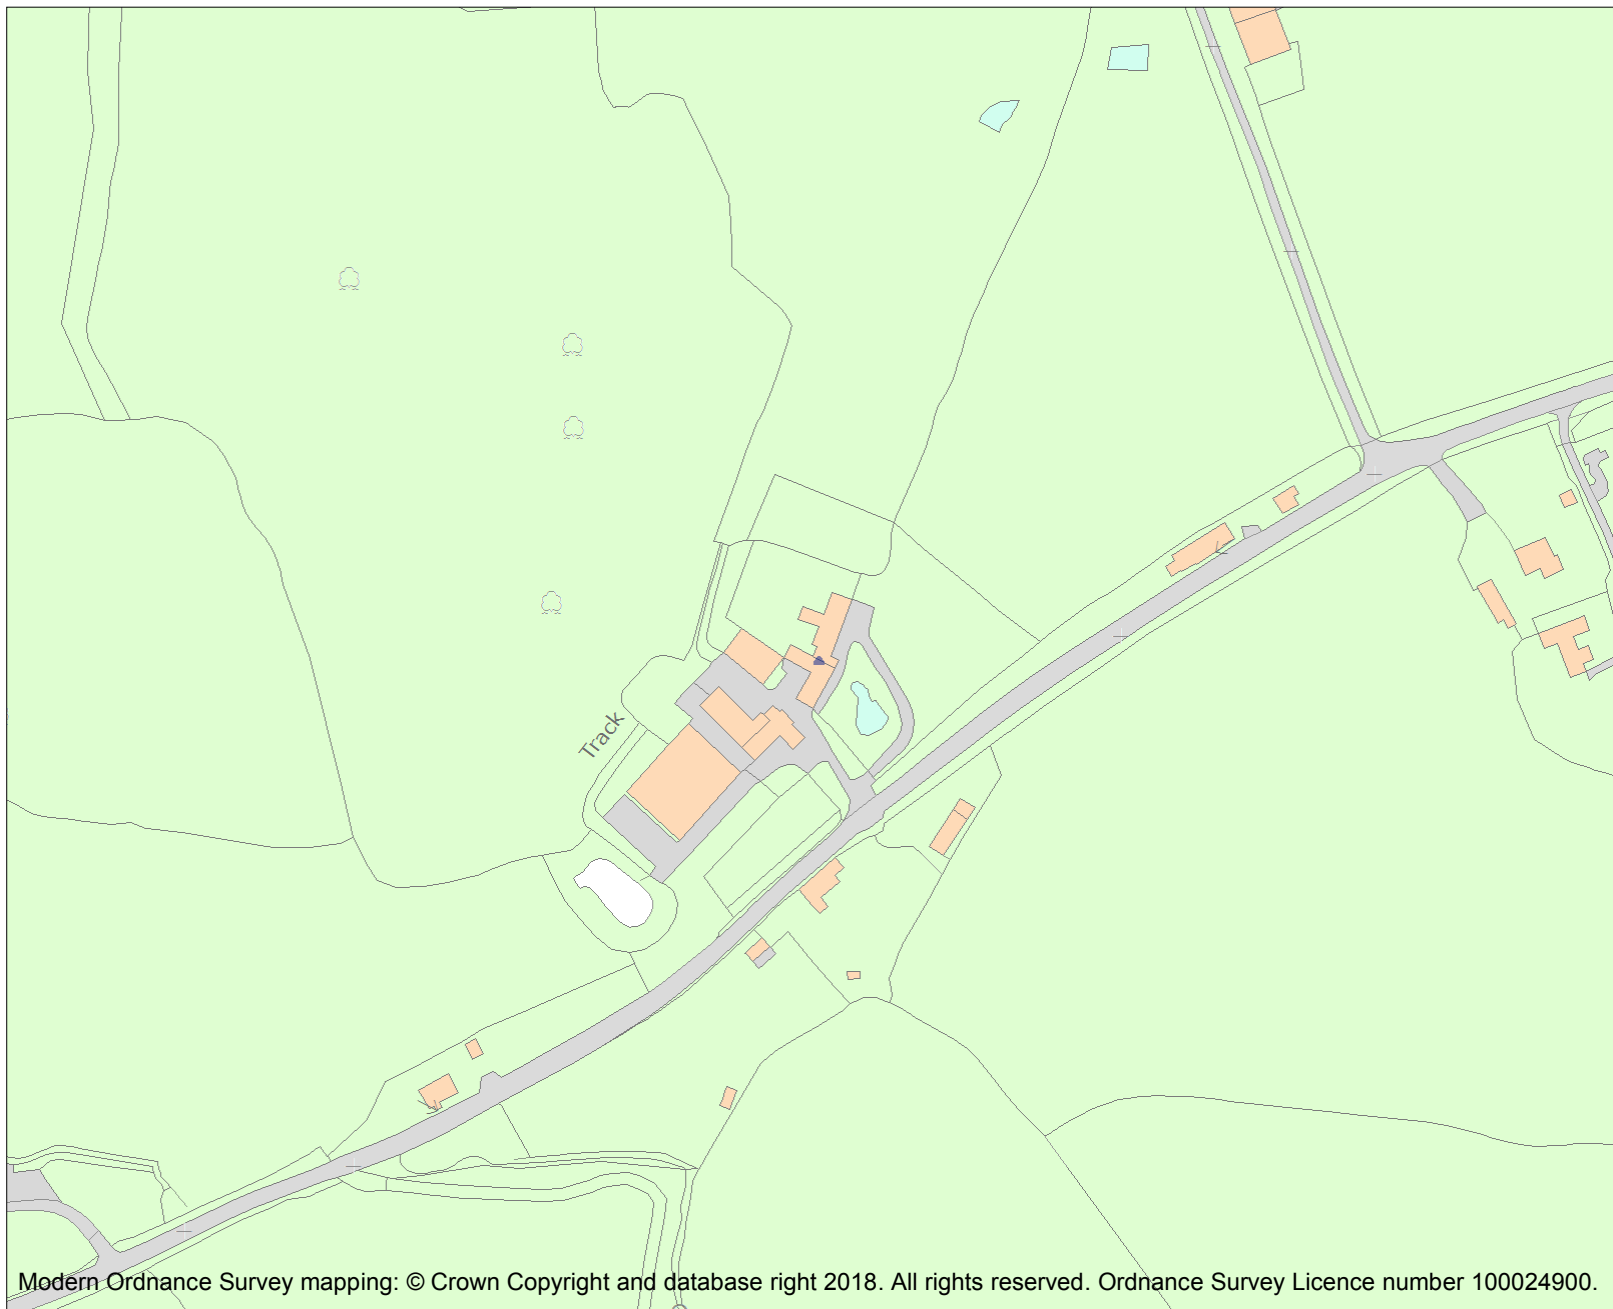 Track
Modern Ordnance Survey mapping: © Crown Copyright and database right 2018. All rights reserved. Ordnance Survey Licence number 100024900.